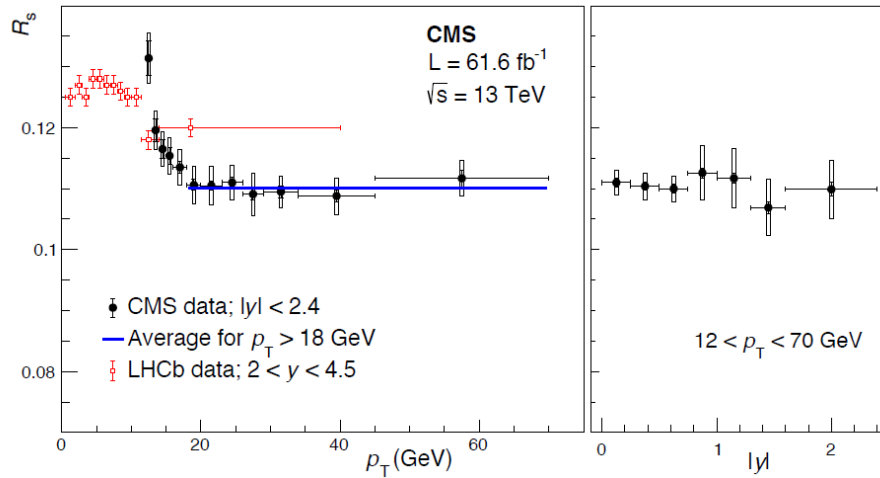 R_s
CMS
L = 61.6 fb⁻¹
√s = 13 TeV
0.12
0.1
0.08
CMS data; |y| < 2.4
Average for p_T > 18 GeV
LHCb data; 2 < y < 4.5
0 20 40 60
p_T (GeV)
12 < p_T < 70 GeV
0 1 2
|y|